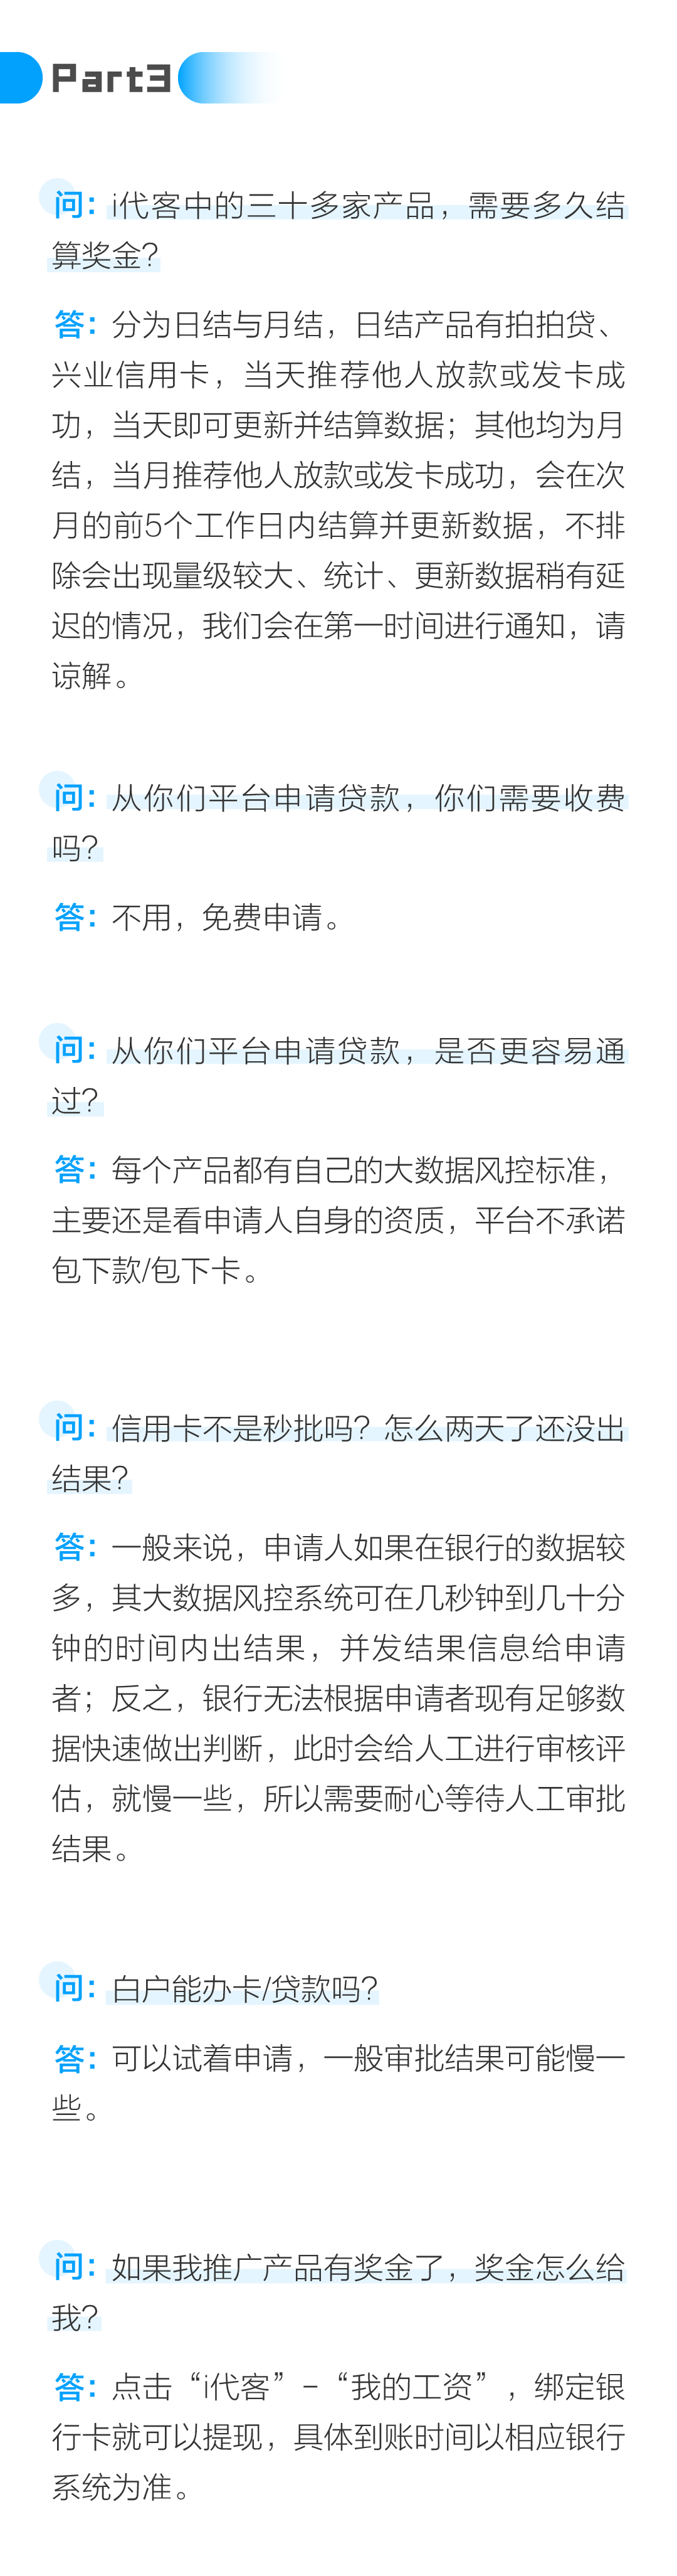 Part3
问：i代客中的三十多家产品，需要多久结
算奖金？
答：分为日结与月结，日结产品有拍拍贷、
兴业信用卡，当天推荐他人放款或发卡成
功，当天即可更新并结算数据；其他均为月
结，当月推荐他人放款或发卡成功，会在次
月的前5个工作日内结算并更新数据，不排
除会出现量级较大、统计、更新数据稍有延
迟的情况，我们会在第一时间进行通知，请
谅解。
问：从你们平台申请贷款，你们需要收费
吗？
答：不用，免费申请。
问：从你们平台申请贷款，是否更容易通
过？
答：每个产品都有自己的大数据风控标准，
主要还是看申请人自身的资质，平台不承诺
包下款/包下卡。
问：信用卡不是秒批吗？怎么两天了还没出
结果？
答：一般来说，申请人如果在银行的数据较
多，其大数据风控系统可在几秒钟到几十分
钟的时间内出结果，并发结果信息给申请
者；反之，银行无法根据申请者现有足够数
据快速做出判断，此时会给人工进行审核评
估，就慢一些，所以需要耐心等待人工审批
结果。
问：白户能办卡/贷款吗？
答：可以试着申请，一般审批结果可能慢一
些。
问：如果我推广产品有奖金了，奖金怎么给
我？
答：点击“i代客”-“我的工资”，绑定银
行卡就可以提现，具体到账时间以相应银行
系统为准。